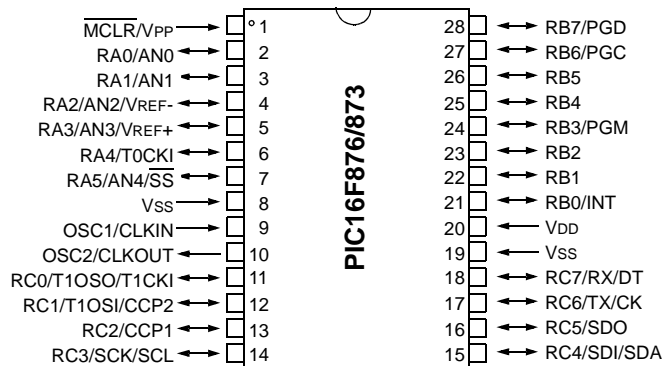 MCLR/VPP 1
RA0/AN0 2
RA1/AN1 3
RA2/AN2/VREF- 4
RA3/AN3/VREF+ 5
RA4/T0CKI 6
RA5/AN4/SS 7
VSS 8
OSC1/CLKIN 9
OSC2/CLKOUT 10
RC0/T1OSO/T1CKI 11
RC1/T1OSI/CCP2 12
RC2/CCP1 13
RC3/SCK/SCL 14
PIC16F876/873
28 RB7/PGD
27 RB6/PGC
26 RB5
25 RB4
24 RB3/PGM
23 RB2
22 RB1
21 RB0/INT
20 VDD
19 VSS
18 RC7/RX/DT
17 RC6/TX/CK
16 RC5/SDO
15 RC4/SDI/SDA